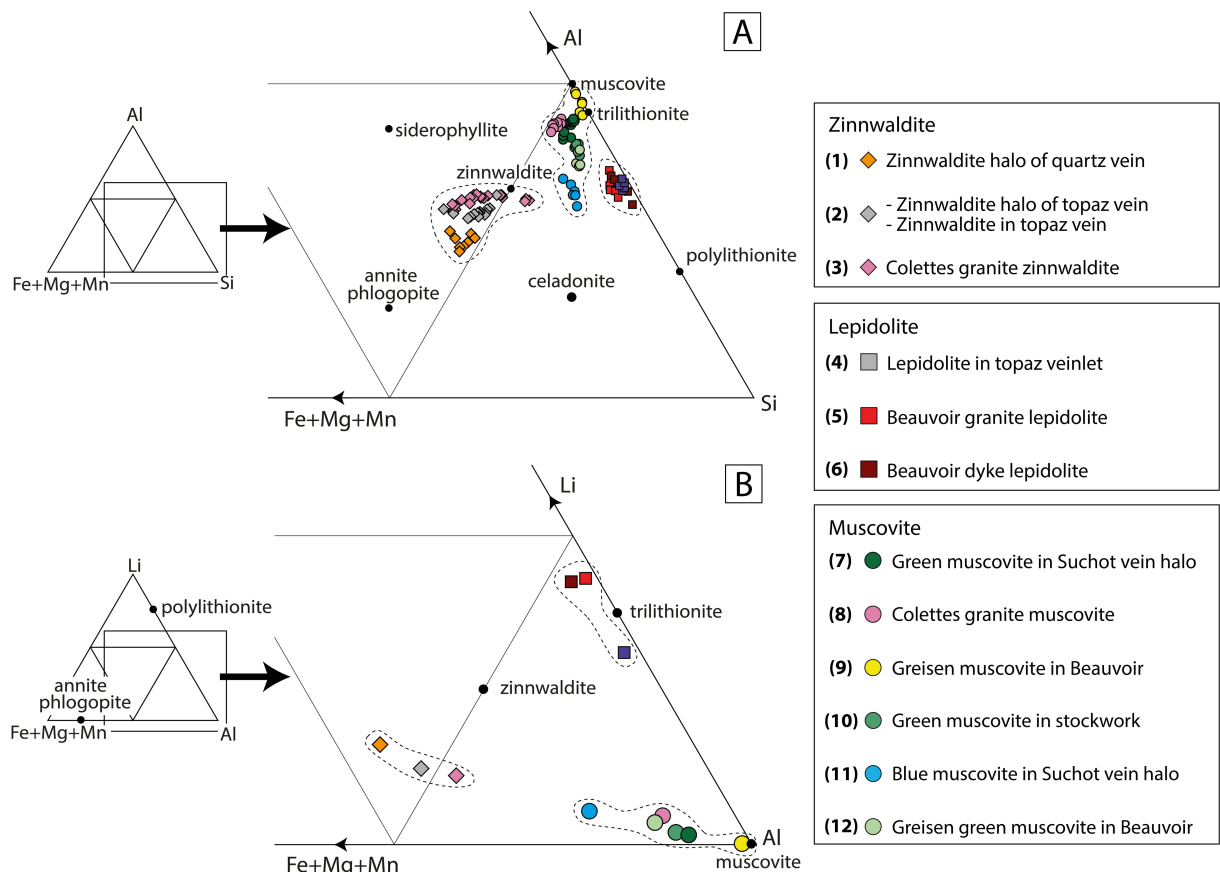 A
Al
muscovite
trilithionite
siderophyllite
zinnwaldite
polylithionite
annite
phlogopite
celadonite
Si
Fe+Mg+Mn
Al
Fe+Mg+Mn
Si
B
Li
trilithionite
zinnwaldite
Al
muscovite
Fe+Mg+Mn
Li
polylithionite
annite
phlogopite
Fe+Mg+Mn
Al
Zinnwaldite
(1) Zinnwaldite halo of quartz vein
(2) - Zinnwaldite halo of topaz vein
- Zinnwaldite in topaz vein
(3) Colettes granite zinnwaldite
Lepidolite
(4) Lepidolite in topaz veinlet
(5) Beauvoir granite lepidolite
(6) Beauvoir dyke lepidolite
Muscovite
(7) Green muscovite in Suchot vein halo
(8) Colettes granite muscovite
(9) Greisen muscovite in Beauvoir
(10) Green muscovite in stockwork
(11) Blue muscovite in Suchot vein halo
(12) Greisen green muscovite in Beauvoir